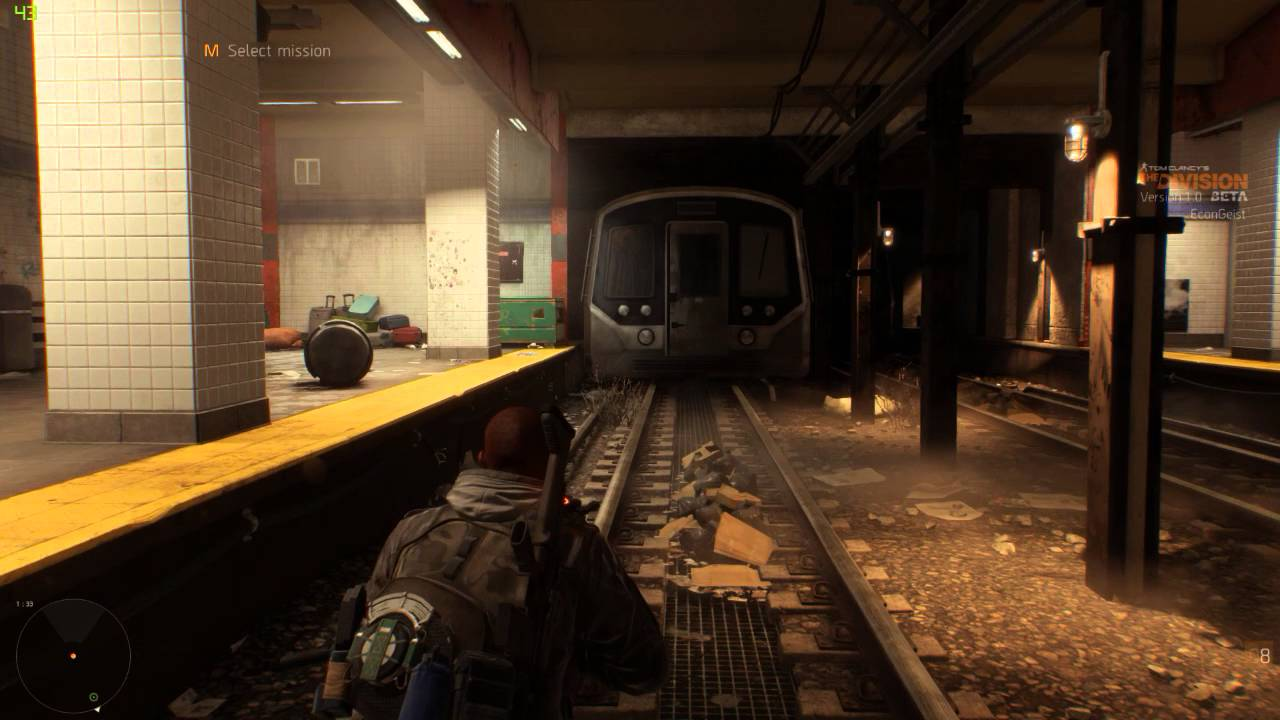 43
M Select mission
TOM CLANCY'S
THE DIVISION
Version 1.0 BETA
EconGeist
1:33
8